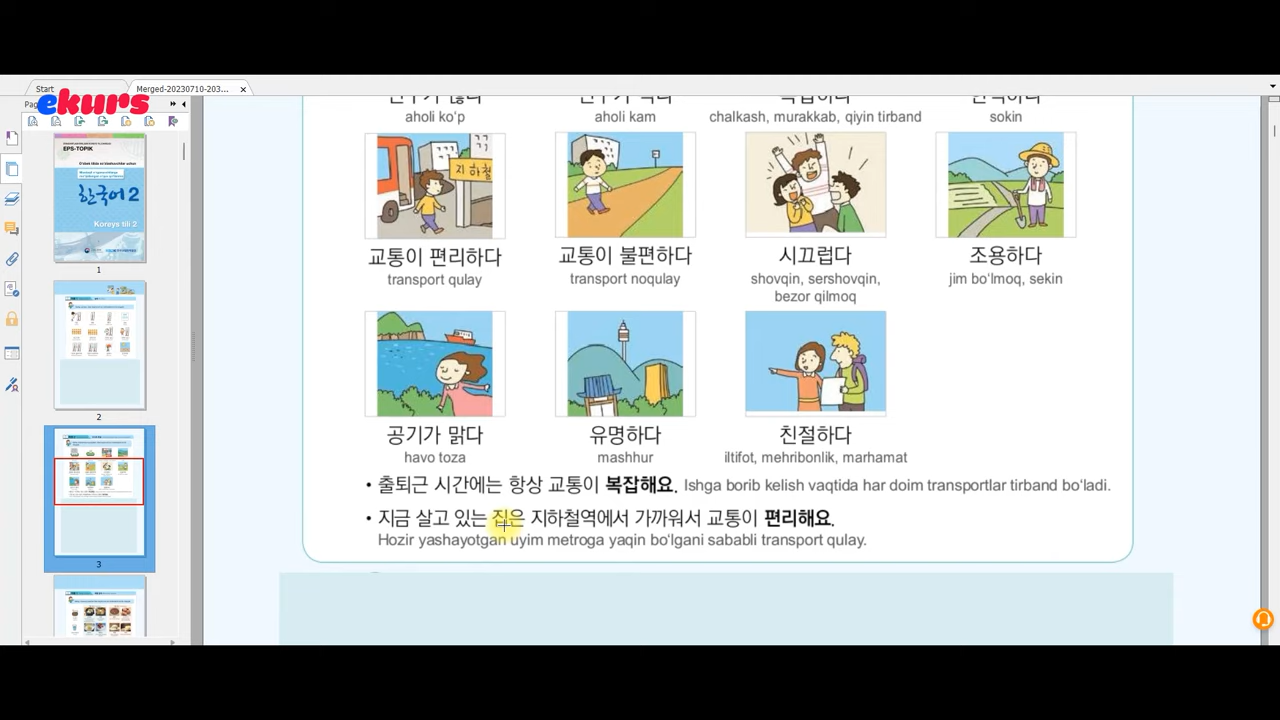 Start
Merged-20230710-203...
ekurs
EPS-TOPIK
한국어 2
Koreys tili 2
1
2
3
aholi ko'p
aholi kam
chalkash, murakkab, qiyin tirband
sokin
지하철
교통이 편리하다
교통이 불편하다
시끄럽다
조용하다
transport qulay
transport noqulay
shovqin, sershovqin,
bezor qilmoq
jim bo'lmoq, sekin
공기가 맑다
유명하다
친절하다
havo toza
mashhur
iltifot, mehribonlik, marhamat
• 출퇴근 시간에는 항상 교통이 복잡해요. Ishga borib kelish vaqtida har doim transportlar tirband bo'ladi.
• 지금 살고 있는 집은 지하철역에서 가까워서 교통이 편리해요.
Hozir yashayotgan uyim metroga yaqin bo'lgani sababli transport qulay.